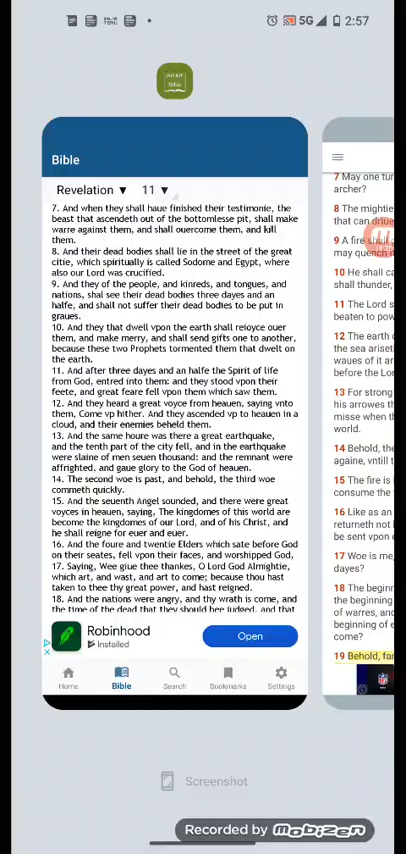 5G 2:57
Bible
Revelation ▼ 11 ▼
7. And when they shall haue finished their testimonie, the
beast that ascendeth out of the bottomlesse pit, shall make
warre against them, and shall ouercome them, and kill
them.
8. And their dead bodies shall lie in the street of the great
citie, which spiritually is called Sodome and Egypt, where
also our Lord was crucified.
9. And they of the people, and kinreds, and tongues, and
nations, shal see their dead bodies three dayes and an
halfe, and shall not suffer their dead bodies to be put in
graues.
10. And they that dwell vpon the earth shall reioyce ouer
them, and make merry, and shall send gifts one to another,
because these two Prophets tormented them that dwelt on
the earth.
11. And after three dayes and an halfe the Spirit of life
from God, entred into them: and they stood vpon their
feete, and great feare fell vpon them which saw them.
12. And they heard a great voyce from heauen, saying vnto
them, Come vp hither. And they ascended vp to heauen in a
cloud, and their enemies beheld them.
13. And the same houre was there a great earthquake,
and the tenth part of the city fell, and in the earthquake
were slaine of men seuen thousand: and the remnant were
affrighted, and gaue glory to the God of heauen.
14. The second woe is past, and behold, the third woe
commeth quickly.
15. And the seuenth Angel sounded, and there were great
voyces in heauen, saying, The kingdomes of this world are
become the kingdomes of our Lord, and of his Christ, and
he shall reigne for euer and euer.
16. And the foure and twentie Elders which sate before God
on their seates, fell vpon their faces, and worshipped God,
17. Saying, Wee giue thee thankes, O Lord God Almightie,
which art, and wast, and art to come; because thou hast
taken to thee thy great power, and hast reigned.
18. And the nations were angry, and thy wrath is come, and
the time of the dead that they should bee iudged, and that
Robinhood
Installed
Open
Home Bible Search Bookmarks Settings
7 May one tur
archer?
8 The mightie
that can driue
9 A fire shall g
may quench i
10 He shall ca
shall thunder,
11 The Lord s
beaten to pow
12 The earth
the sea ariset
waues of it ar
before the Lor
13 For strong
his arrowes th
misse when th
world.
14 Behold, the
againe, vntill t
15 The fire is
consume the
16 Like as an
returneth not
be sent vpon e
17 Woe is me,
dayes?
18 The beginn
the beginning
of warres, and
beginning of e
come?
19 Behold, fam
NFL
Screenshot
Recorded by mobizen